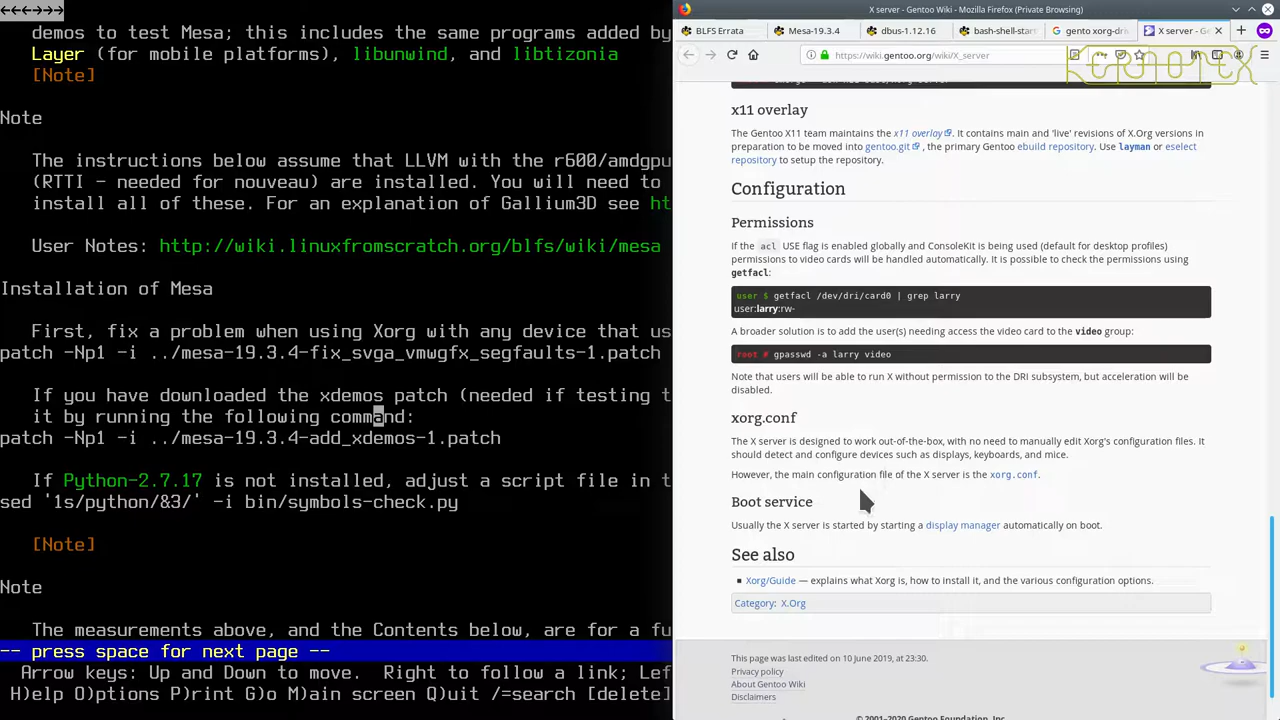 <<←←←→→>
demos to test Mesa; this includes the same programs added by
Layer (for mobile platforms), libunwind, and libtizonia
[Note]
Note
The instructions below assume that LLVM with the r600/amdgpu
(RTTI - needed for nouveau) are installed. You will need to
install all of these. For an explanation of Gallium3D see ht
User Notes: http://wiki.linuxfromscratch.org/blfs/wiki/mesa
Installation of Mesa
First, fix a problem when using Xorg with any device that us
patch -Np1 -i ../mesa-19.3.4-fix_svga_vmwgfx_segfaults-1.patch
If you have downloaded the xdemos patch (needed if testing t
it by running the following command:
patch -Np1 -i ../mesa-19.3.4-add_xdemos-1.patch
If Python-2.7.17 is not installed, adjust a script file in t
sed '1s/python/&3/' -i bin/symbols-check.py
[Note]
Note
The measurements above, and the Contents below, are for a fu
-- press space for next page --
Arrow keys: Up and Down to move.  Right to follow a link; Lef
H)elp O)ptions P)rint G)o M)ain screen Q)uit /=search [delete]
X server - Gentoo Wiki - Mozilla Firefox (Private Browsing)
BLFS Errata
Mesa-19.3.4
dbus-1.12.16
bash-shell-start
gento xorg-dri
X server - Ge
https://wiki.gentoo.org/wiki/X_server
x11 overlay
The Gentoo X11 team maintains the x11 overlay. It contains main and 'live' revisions of X.Org versions in
preparation to be moved into gentoo.git , the primary Gentoo ebuild repository. Use layman or eselect
repository to setup the repository.
Configuration
Permissions
If the acl USE flag is enabled globally and ConsoleKit is being used (default for desktop profiles)
permissions to video cards will be handled automatically. It is possible to check the permissions using
getfacl:
user $ getfacl /dev/dri/card0 | grep larry
user:larry:rw-
A broader solution is to add the user(s) needing access the video card to the video group:
root # gpasswd -a larry video
Note that users will be able to run X without permission to the DRI subsystem, but acceleration will be
disabled.
xorg.conf
The X server is designed to work out-of-the-box, with no need to manually edit Xorg's configuration files. It
should detect and configure devices such as displays, keyboards, and mice.
However, the main configuration file of the X server is the xorg.conf.
Boot service
Usually the X server is started by starting a display manager automatically on boot.
See also
Xorg/Guide — explains what Xorg is, how to install it, and the various configuration options.
Category: X.Org
This page was last edited on 10 June 2019, at 23:30.
Privacy policy
About Gentoo Wiki
Disclaimers
© 2001–2020 Gentoo Foundation, Inc.